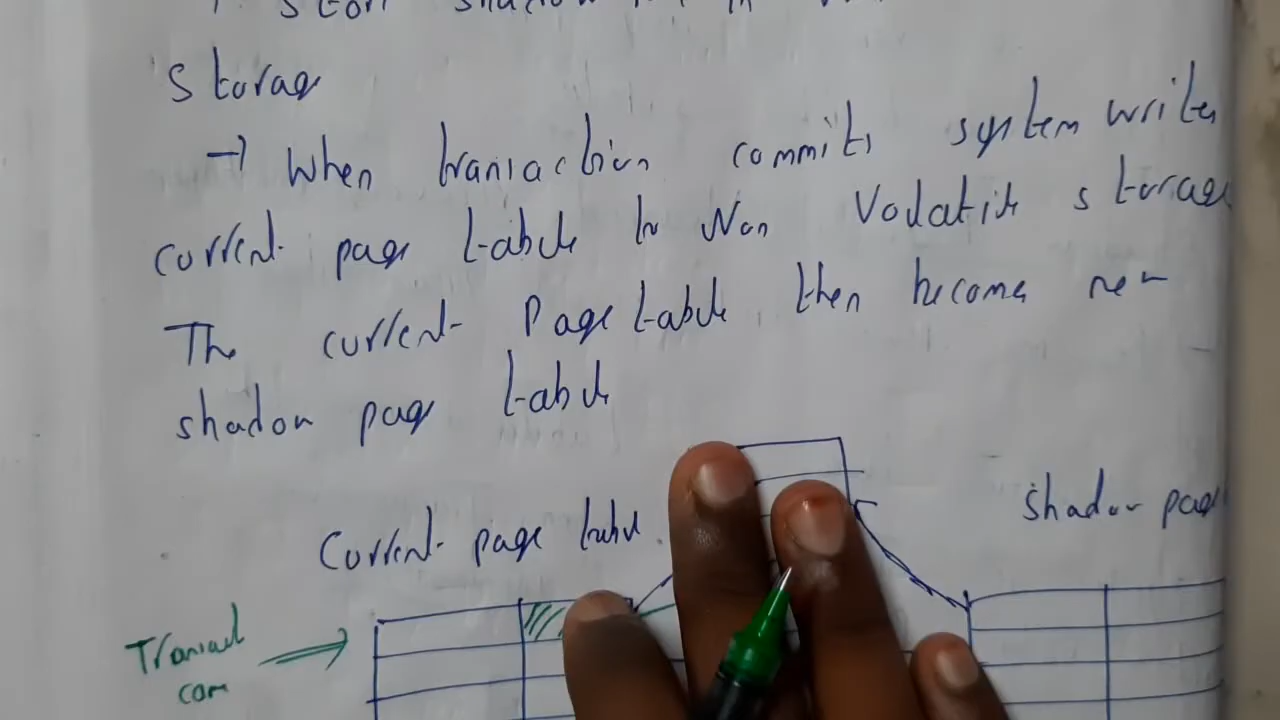 storage
→ When transaction commits system writes
current page table to Non Volatile storage
The current Page table then become new
shadow page table
Current page table
shadow page
Transact
com